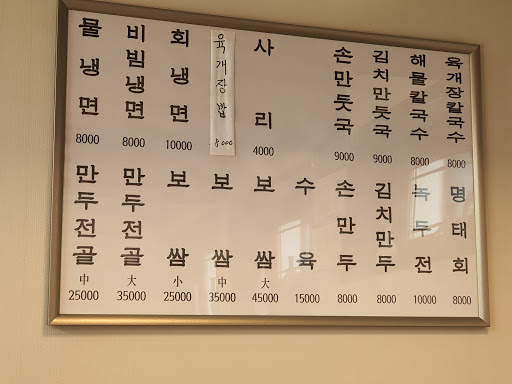 물냉면 8000
비빔냉면 8000
회냉면 10000
육개장밥 8000
사리 4000
손만둣국 9000
김치만둣국 9000
해물칼국수 8000
육개장칼국수 8000
만두전골 中 25000
만두전골 大 35000
보쌈 小 25000
보쌈 中 35000
보쌈 大 45000
수육 15000
손만두 8000
김치만두 8000
녹두전 10000
명태회 8000